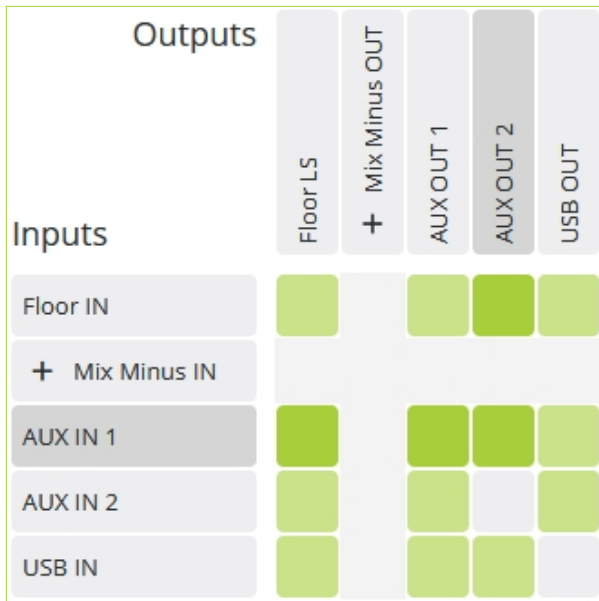 Outputs
Floor LS
+ Mix Minus OUT
AUX OUT 1
AUX OUT 2
USB OUT
Inputs
Floor IN
+ Mix Minus IN
AUX IN 1
AUX IN 2
USB IN